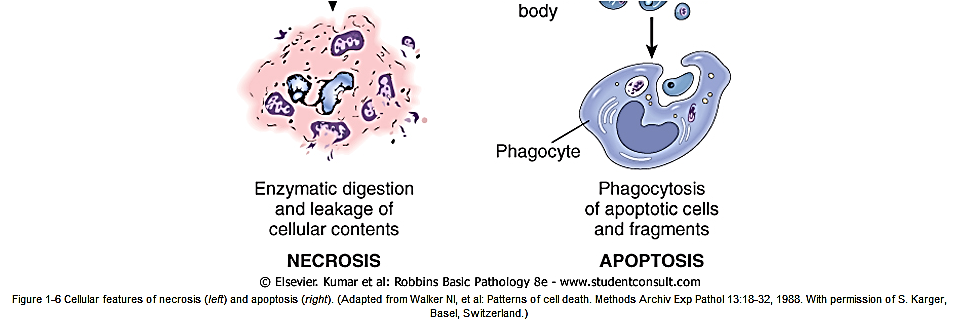 body
Phagocyte
Enzymatic digestion
and leakage of
cellular contents
NECROSIS
Phagocytosis
of apoptotic cells
and fragments
APOPTOSIS
© Elsevier. Kumar et al: Robbins Basic Pathology 8e - www.studentconsult.com
Figure 1-6 Cellular features of necrosis (left) and apoptosis (right). (Adapted from Walker NI, et al: Patterns of cell death. Methods Archiv Exp Pathol 13:18-32, 1988. With permission of S. Karger,
Basel, Switzerland.)